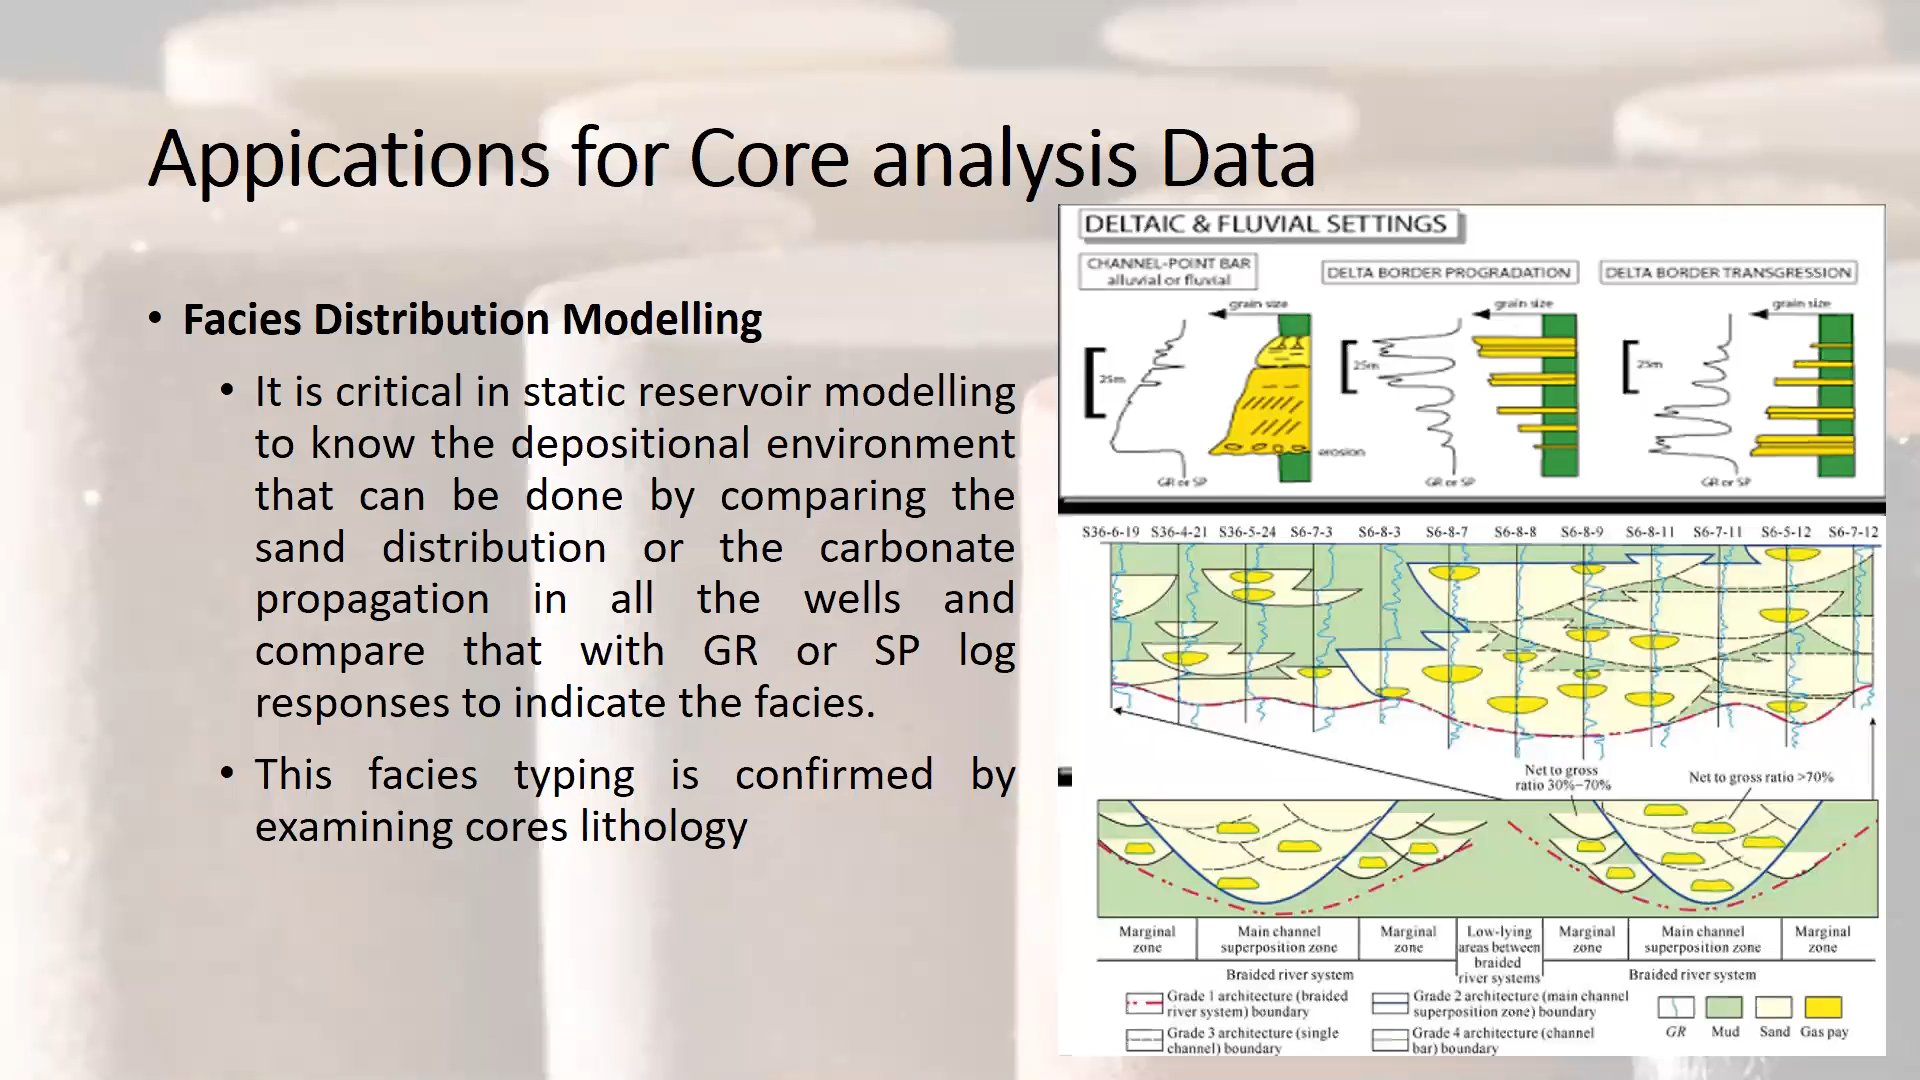 Appications for Core analysis Data
• Facies Distribution Modelling
• It is critical in static reservoir modelling
to know the depositional environment
that can be done by comparing the
sand distribution or the carbonate
propagation in all the wells and
compare that with GR or SP log
responses to indicate the facies.
• This facies typing is confirmed by
examining cores lithology
DELTAIC & FLUVIAL SETTINGS
CHANNEL-POINT BAR
alluvial or fluvial
DELTA BORDER PROGRADATION
DELTA BORDER TRANSGRESSION
grain size
grain size
grain size
25m
25m
25m
erosion
GR or SP
GR or SP
GR or SP
S36-6-19 S36-4-21 S36-5-24 S6-7-3 S6-8-3 S6-8-7 S6-8-8 S6-8-9 S6-8-11 S6-7-11 S6-5-12 S6-7-12
Net to gross
ratio 30%–70%
Net to gross ratio >70%
Marginal
zone
Main channel
superposition zone
Marginal
zone
Low-lying
areas between
braided
river systems
Marginal
zone
Main channel
superposition zone
Marginal
zone
Braided river system
Braided river system
Grade 1 architecture (braided
river system) boundary
Grade 2 architecture (main channel
superposition zone) boundary
Grade 3 architecture (single
channel) boundary
Grade 4 architecture (channel
bar) boundary
GR Mud Sand Gas pay